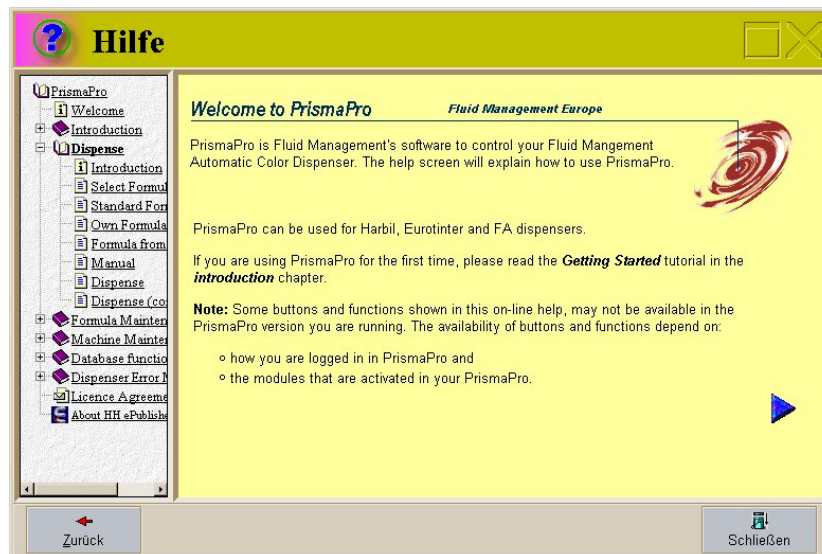 Hilfe
PrismaPro
Welcome
Introduction
Dispense
Introduction
Select Formul
Standard For
Own Formula
Formula from
Manual
Dispense
Dispense (co
Formula Mainten
Machine Mainte
Database functio
Dispenser Error
Licence Agreeme
About HH ePublishe
Welcome to PrismaPro Fluid Management Europe
PrismaPro is Fluid Management's software to control your Fluid Mangement
Automatic Color Dispenser. The help screen will explain how to use PrismaPro.
PrismaPro can be used for Harbil, Eurotinter and FA dispensers.
If you are using PrismaPro for the first time, please read the Getting Started tutorial in the
introduction chapter.
Note: Some buttons and functions shown in this on-line help, may not be available in the
PrismaPro version you are running. The availability of buttons and functions depend on:
how you are logged in in PrismaPro and
the modules that are activated in your PrismaPro.
Zurück
Schließen